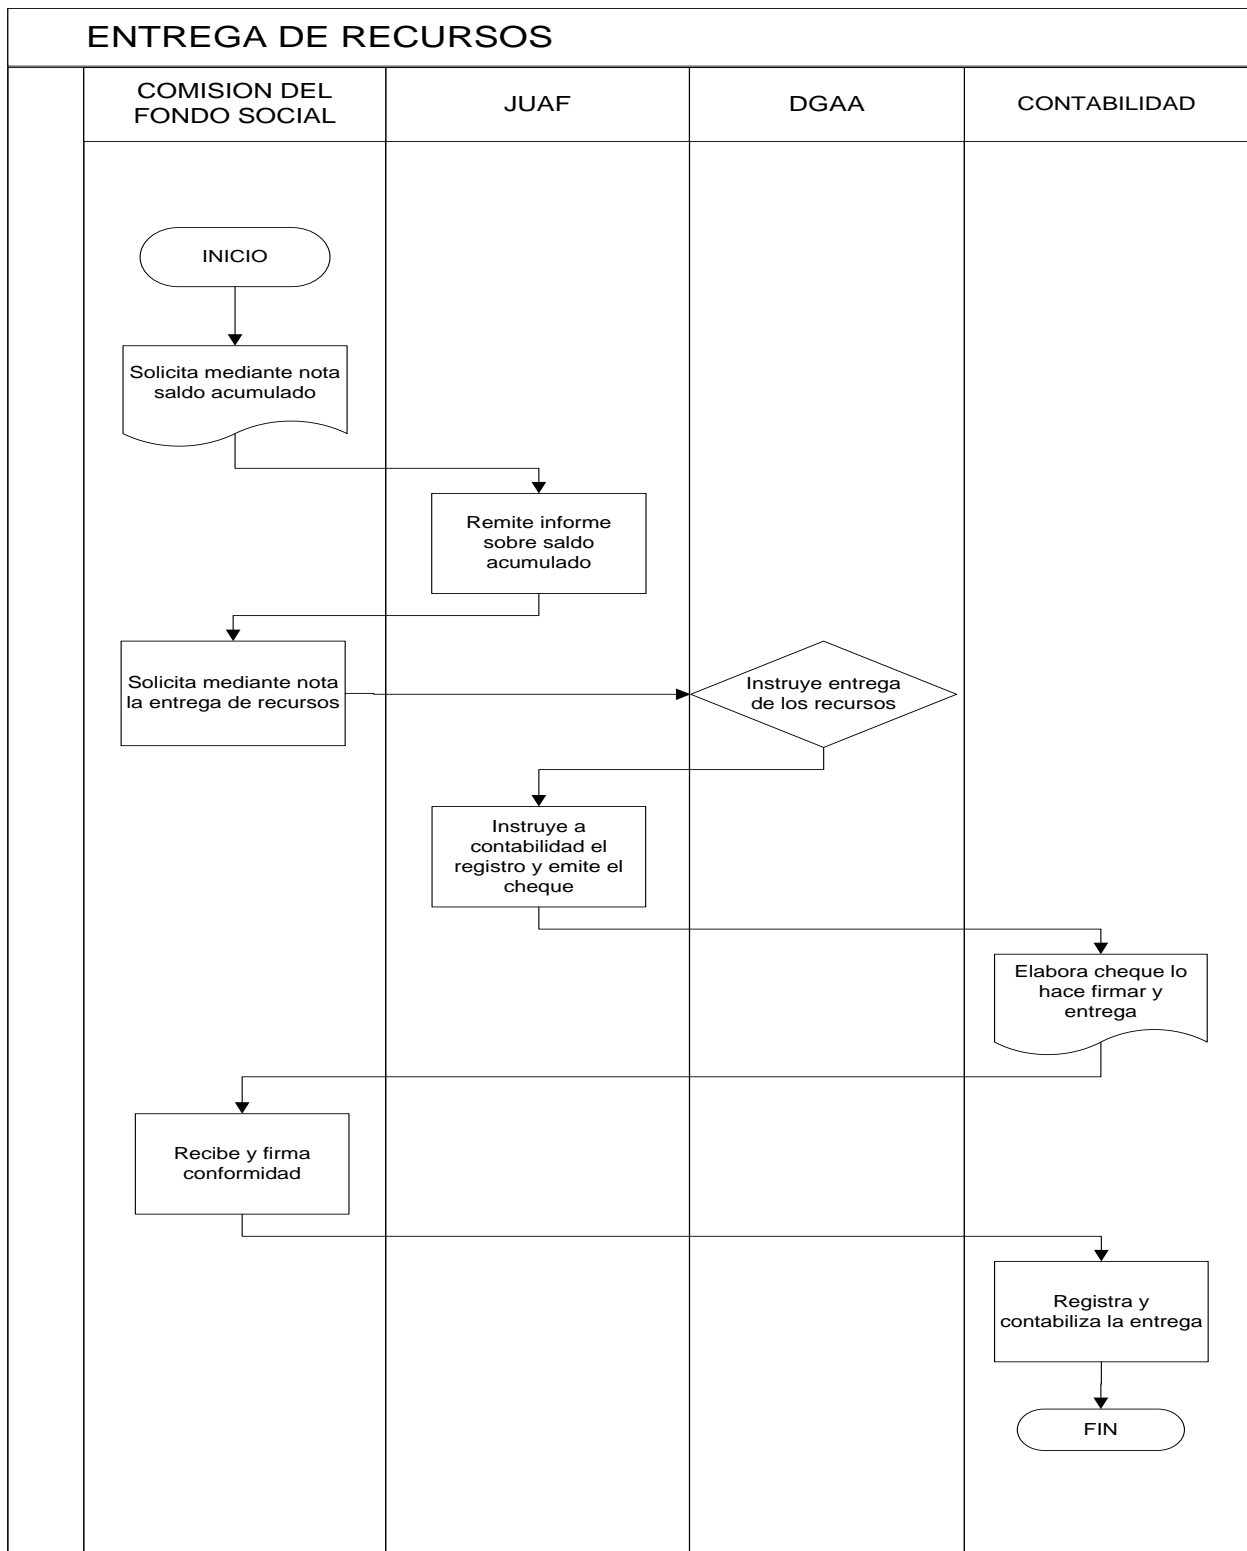 ENTREGA DE RECURSOS
COMISION DEL
FONDO SOCIAL
JUAF
DGAA
CONTABILIDAD
INICIO
Solicita mediante nota
saldo acumulado
Remite informe
sobre saldo
acumulado
Solicita mediante nota
la entrega de recursos
Instruye entrega
de los recursos
Instruye a
contabilidad el
registro y emite el
cheque
Elabora cheque lo
hace firmar y
entrega
Recibe y firma
conformidad
Registra y
contabiliza la entrega
FIN